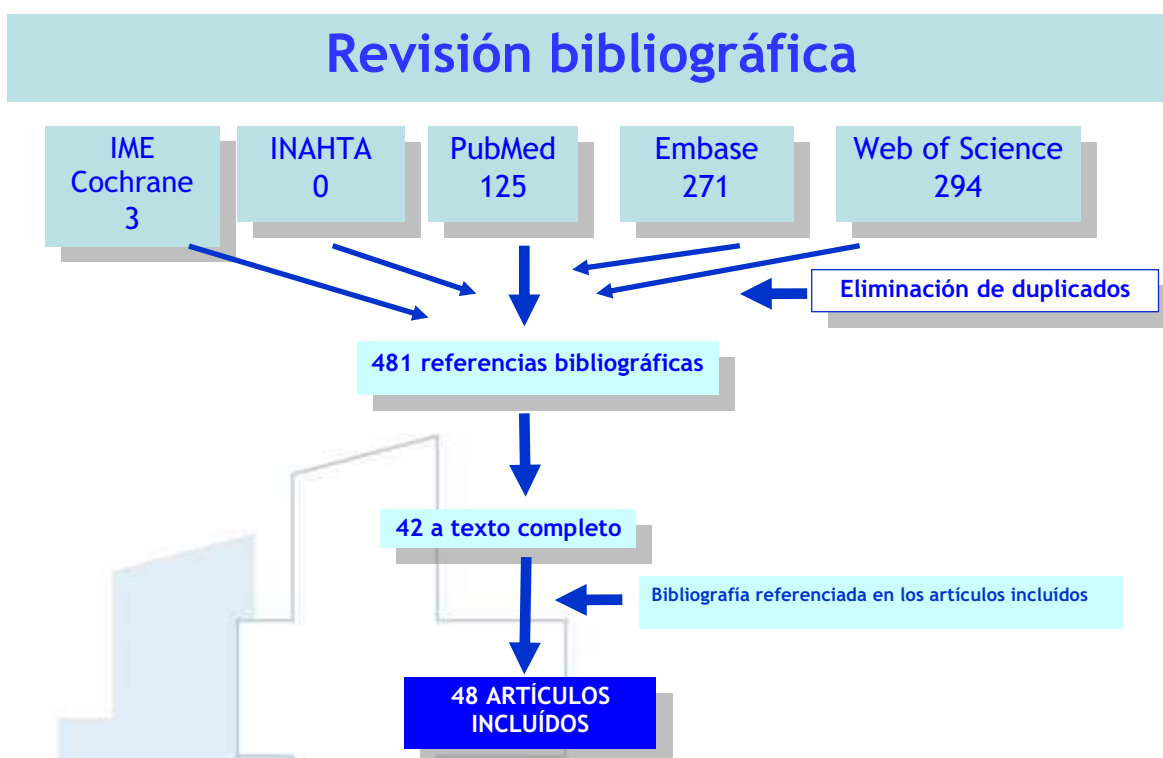 Revisión bibliográfica
IME
Cochrane
3
INAHTA
0
PubMed
125
Embase
271
Web of Science
294
Eliminación de duplicados
481 referencias bibliográficas
42 a texto completo
Bibliografía referenciada en los artículos incluídos
48 ARTÍCULOS
INCLUÍDOS